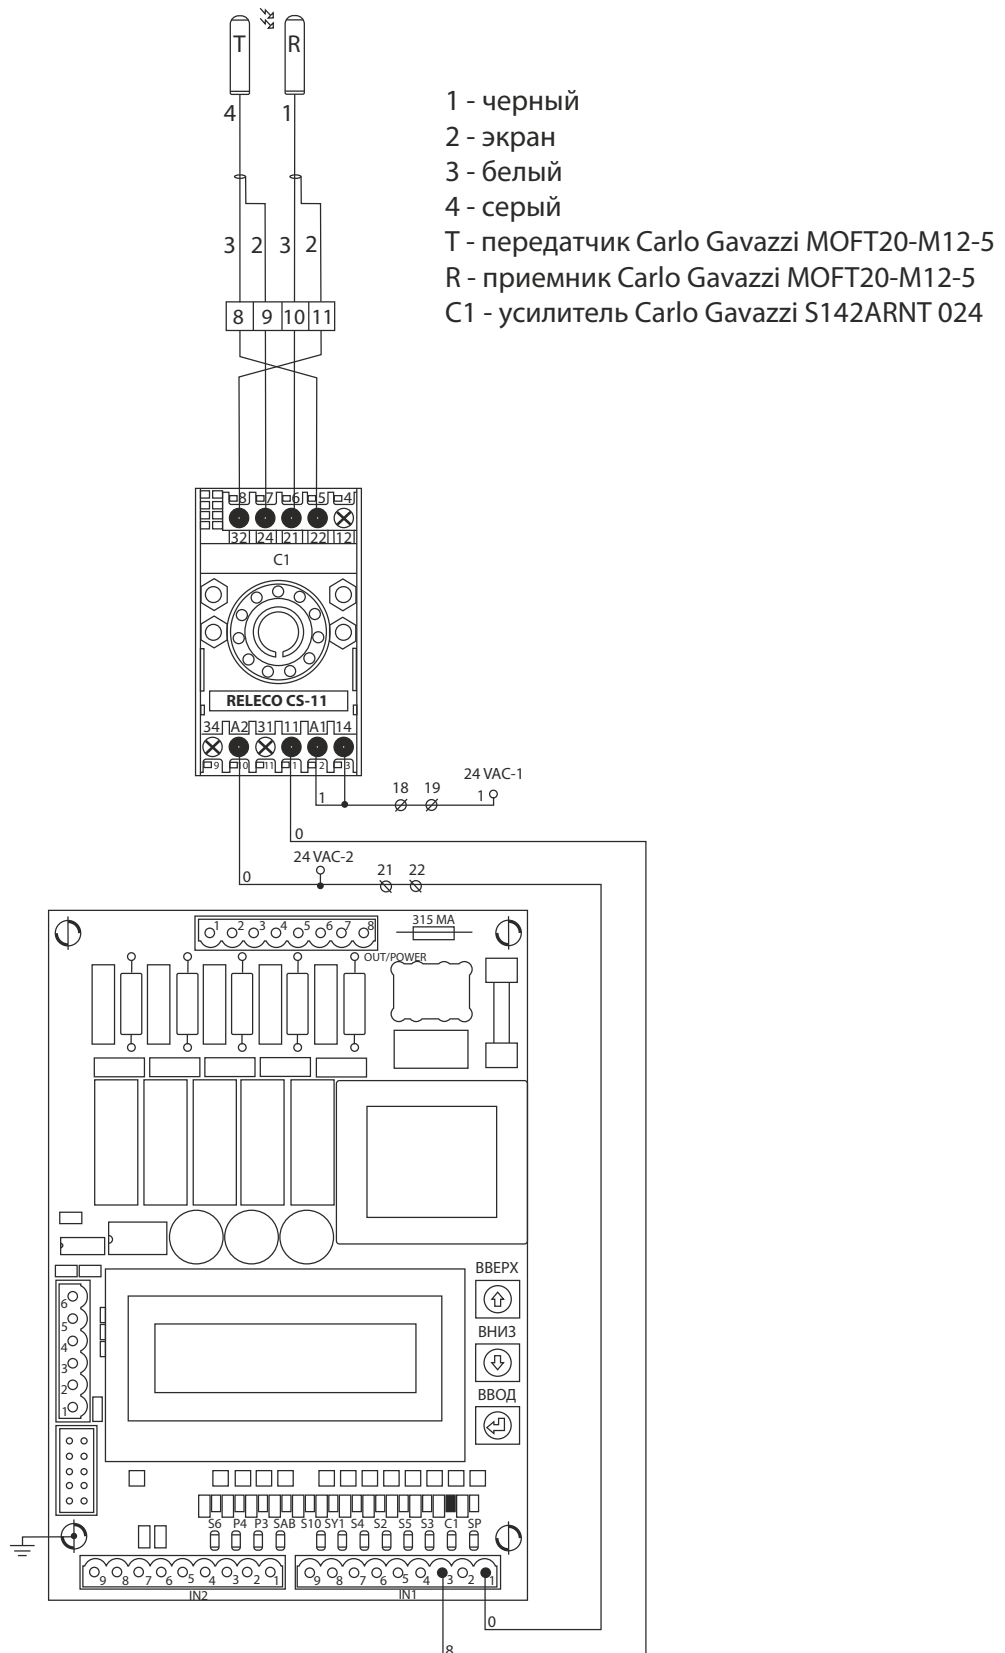 T R
1 - черный
4 1
2 - экран
3 - белый
4 - серый
T - передатчик Carlo Gavazzi MOFT20-M12-5
3 2 3 2
R - приемник Carlo Gavazzi MOFT20-M12-5
8 9 10 11
C1 - усилитель Carlo Gavazzi S142ARNT 024
8 7 6 5 4
32 24 21 22 12
C1
RELECO CS-11
34 A2 31 11 A1 14
9 10 11 1 2 3
24 VAC-1
18 19
1 1
0
24 VAC-2
21 22
0
315 MA
1 2 3 4 5 6 7 8
OUT/POWER
ВВЕРХ
6
5
ВНИЗ
4
3
2
ВВОД
1
S6 P4 P3 SAB S10 SY1 S4 S2 S5 S3 C1 SP
9 8 7 6 5 4 3 2 1
9 8 7 6 5 4 3 2 1
IN2 IN1
0
8